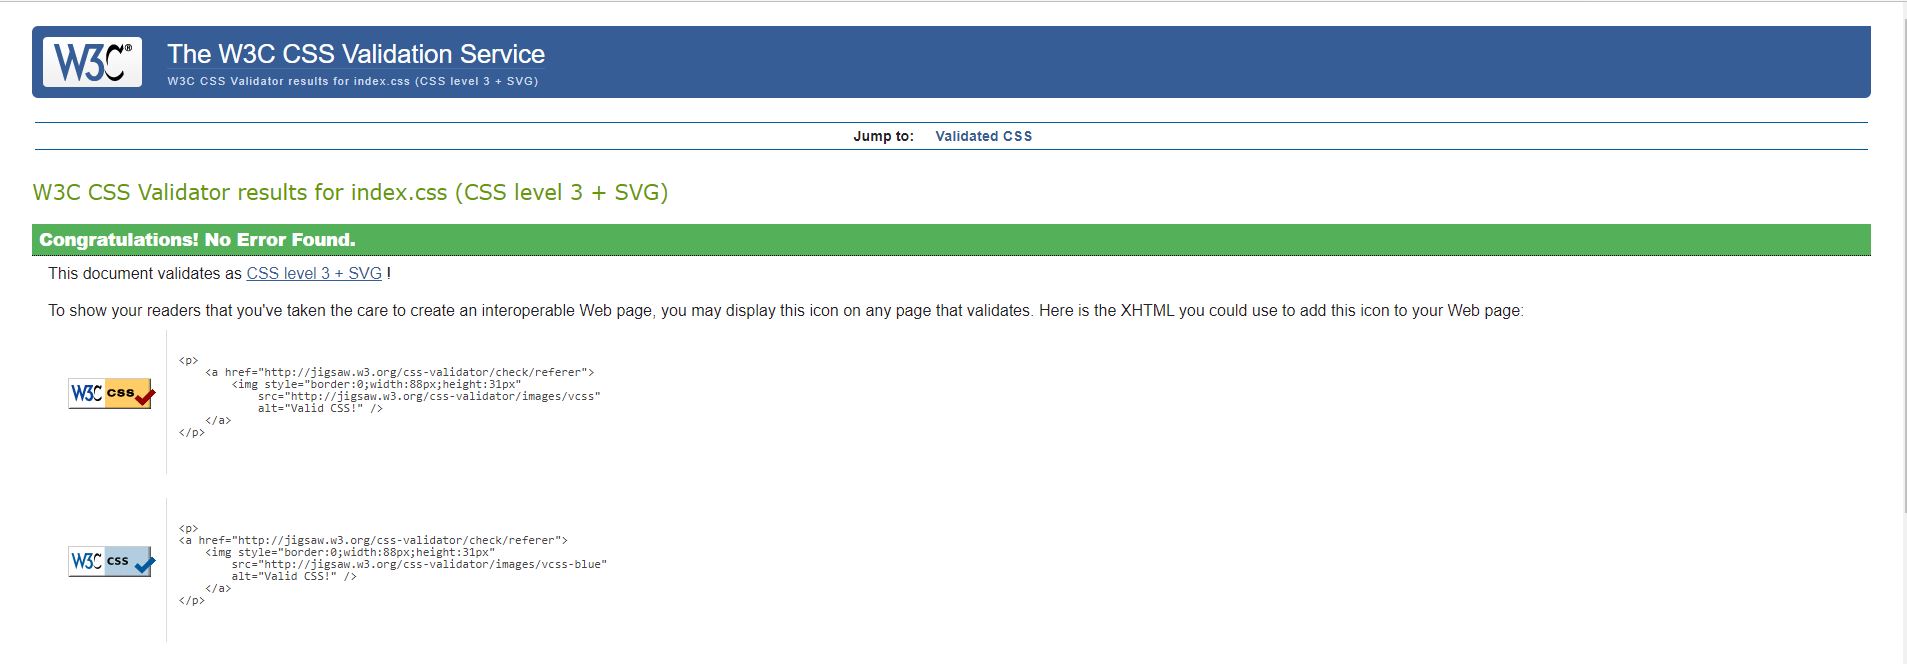 W3C®
The W3C CSS Validation Service
W3C CSS Validator results for index.css (CSS level 3 + SVG)
Jump to: Validated CSS
W3C CSS Validator results for index.css (CSS level 3 + SVG)
Congratulations! No Error Found.
This document validates as CSS level 3 + SVG !
To show your readers that you've taken the care to create an interoperable Web page, you may display this icon on any page that validates. Here is the XHTML you could use to add this icon to your Web page:
W3C css
<p>
<a href="http://jigsaw.w3.org/css-validator/check/referer">
<img style="border:0;width:88px;height:31px"
src="http://jigsaw.w3.org/css-validator/images/vcss"
alt="Valid CSS!" />
</a>
</p>
W3C css
<p>
<a href="http://jigsaw.w3.org/css-validator/check/referer">
<img style="border:0;width:88px;height:31px"
src="http://jigsaw.w3.org/css-validator/images/vcss-blue"
alt="Valid CSS!" />
</a>
</p>